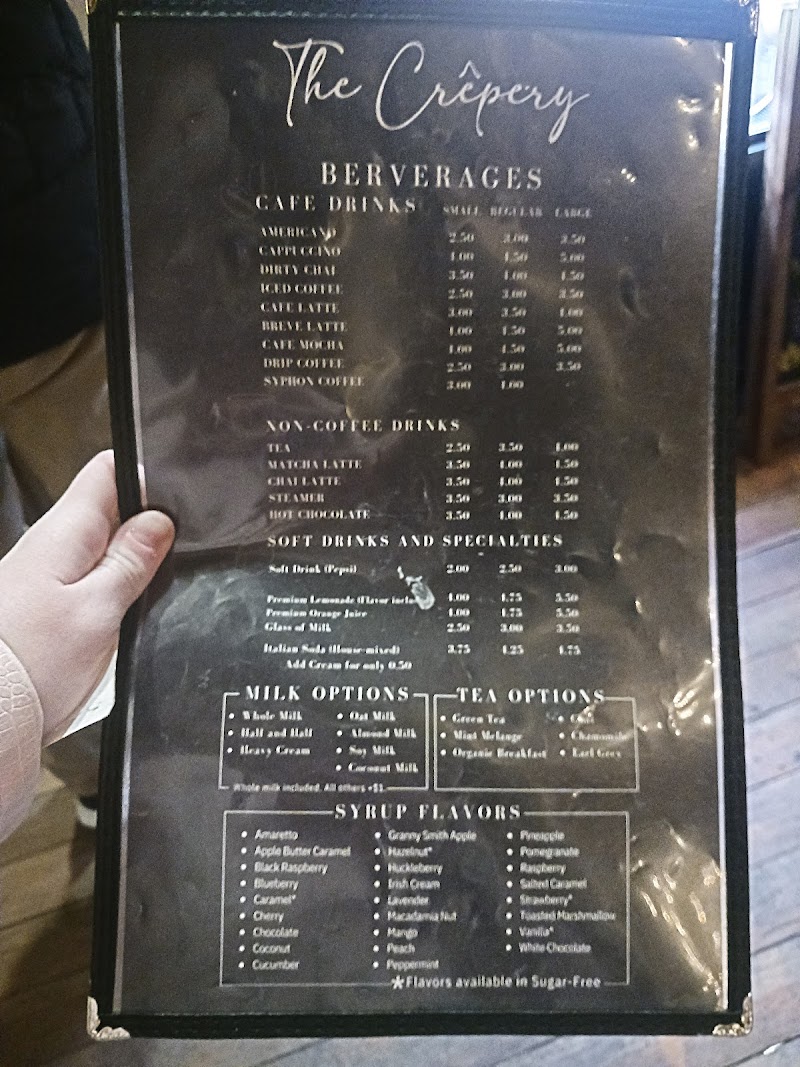 The Crêpery
BERVERAGES
CAFE DRINKS SMALL REGULAR LARGE
AMERICANO 2.50 3.00 3.50
CAPPUCCINO 4.00 4.50 5.00
DIRTY CHAI 3.50 4.00 4.50
ICED COFFEE 2.50 3.00 3.50
CAFE LATTE 3.00 3.50 4.00
BREVE LATTE 4.00 4.50 5.00
CAFE MOCHA 4.00 4.50 5.00
DRIP COFFEE 2.50 3.00 3.50
SYPHON COFFEE 3.00 4.00 -
NON-COFFEE DRINKS
TEA 2.50 3.50 4.00
MATCHA LATTE 3.50 4.00 4.50
CHAI LATTE 3.50 4.00 4.50
STEAMER 3.50 3.00 3.50
HOT CHOCOLATE 3.50 4.00 4.50
SOFT DRINKS AND SPECIALTIES
Soft Drink (Pepsi) 2.00 2.50 3.00
Premium Lemonade (Flavor 4.00 4.75 5.50
Premium Orange Juice 4.00 4.75 5.50
Glass of Milk 2.50 3.00 3.50
Italian Soda (House-mixed) 3.75 4.25 4.75
Add Cream for only 0.50
MILK OPTIONS
• Whole Milk • Oat Milk
• Half and Half • Almond Milk
• Heavy Cream • Soy Milk
• Coconut Milk
Whole milk included. All others +$1
TEA OPTIONS
• Green Tea • Chai
• Mint Melange • Chamomile
• Organic Breakfast • Earl Grey
SYRUP FLAVORS
• Amaretto • Granny Smith Apple • Pineapple
• Apple Butter Caramel • Hazelnut* • Pomegranate
• Black Raspberry • Huckleberry • Raspberry
• Blueberry • Irish Cream • Salted Caramel
• Caramel* • Lavender • Strawberry*
• Cherry • Macadamia Nut • Toasted Marshmallow
• Chocolate • Mango • Vanilla*
• Coconut • Peach • White Chocolate
• Cucumber • Peppermint
*Flavors available in Sugar-Free